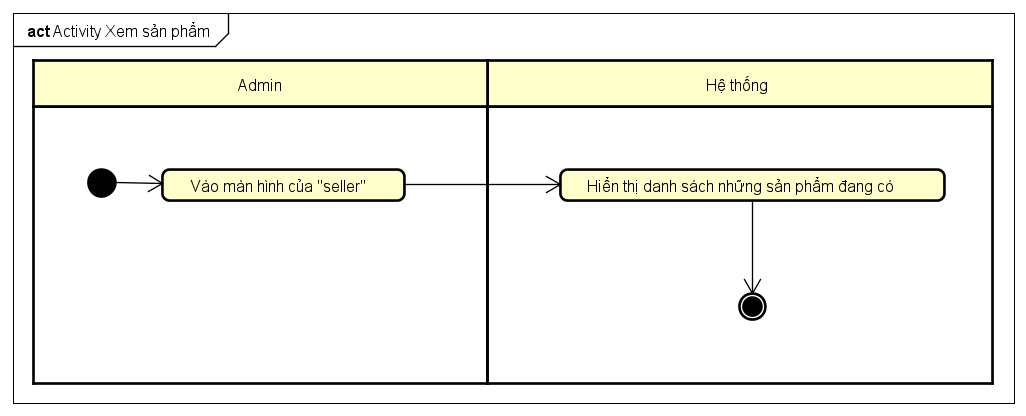 act Activity Xem sản phẩm
Admin
Hệ thống
Vào màn hình của "seller"
Hiển thị danh sách những sản phẩm đang có